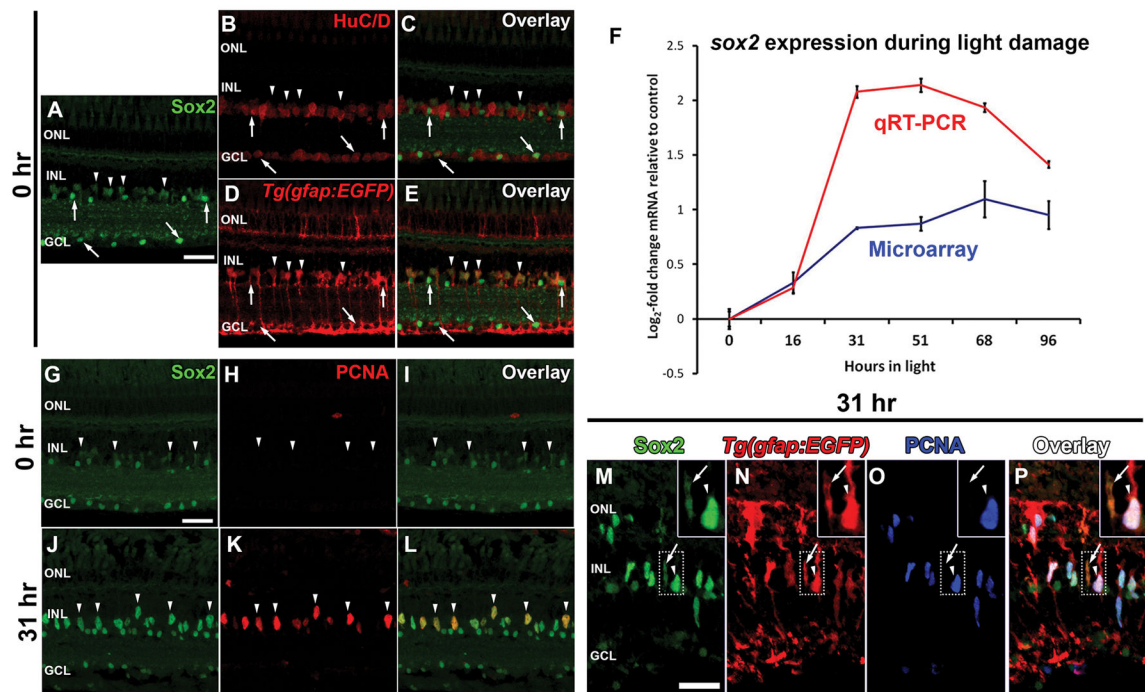 0 hr
A
Sox2
ONL
INL
GCL
B
HuC/D
ONL
INL
GCL
C
Overlay
D
Tg(gfap:EGFP)
ONL
INL
GCL
E
Overlay
F
sox2 expression during light damage
Log2-fold change mRNA relative to control
2.5
2
1.5
1
0.5
0
-0.5
qRT-PCR
Microarray
0 16 31 51 68 96
Hours in light
0 hr
G
Sox2
ONL
INL
GCL
H
PCNA
I
Overlay
31 hr
J
ONL
INL
GCL
K
L
31 hr
Sox2
Tg(gfap:EGFP)
PCNA
Overlay
M
ONL
INL
GCL
N
O
P